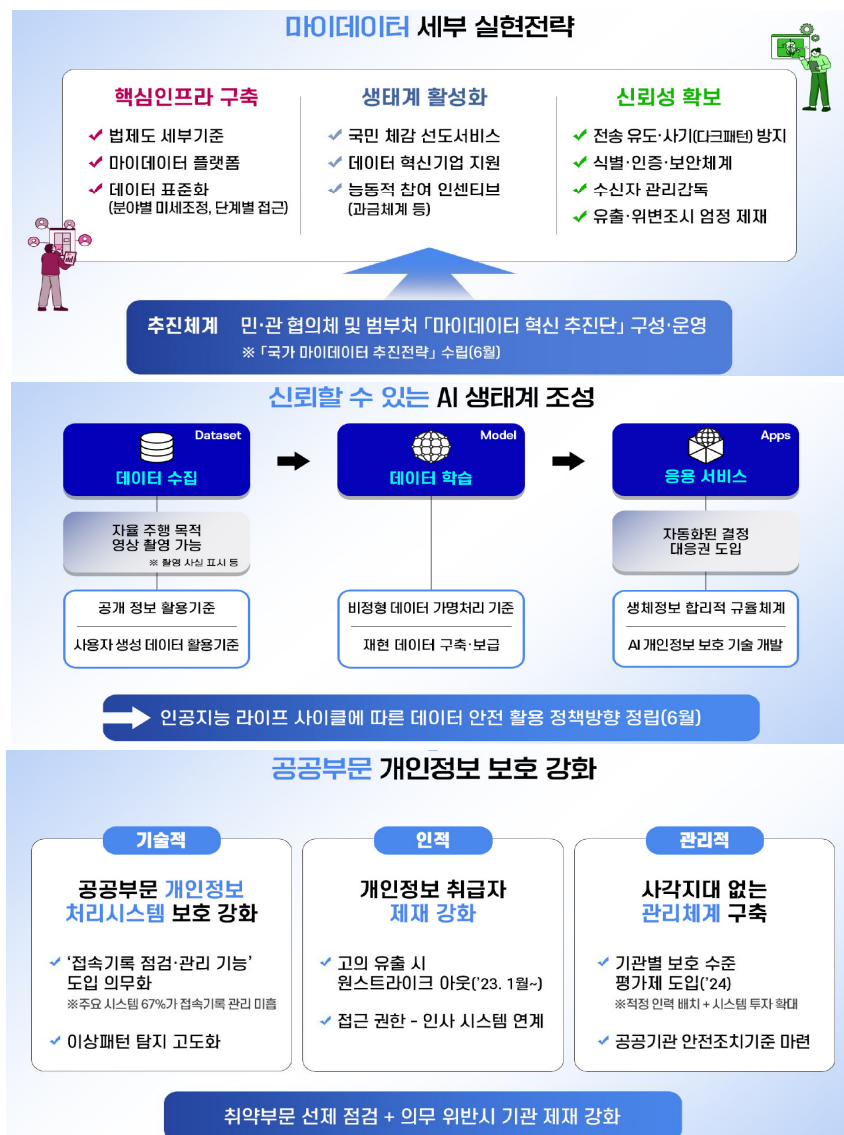 마이데이터 세부 실현전략
핵심인프라 구축
✓ 법제도 세부기준
✓ 마이데이터 플랫폼
✓ 데이터 표준화
(분야별 미세조정, 단계별 접근)
생태계 활성화
✓ 국민 체감 선도서비스
✓ 데이터 혁신기업 지원
✓ 능동적 참여 인센티브
(과금체계 등)
신뢰성 확보
✓ 전송 유도·사기(다크패턴) 방지
✓ 식별·인증·보안체계
✓ 수신자 관리감독
✓ 유출·위변조시 엄정 제재
추진체계 민·관 협의체 및 범부처 「마이데이터 혁신 추진단」 구성·운영
※ 「국가 마이데이터 추진전략」 수립(6월)
신뢰할 수 있는 AI 생태계 조성
Dataset
데이터 수집
자율 주행 목적
영상 촬영 가능
※ 촬영 사실 표시 등
공개 정보 활용기준
사용자 생성 데이터 활용기준
Model
데이터 학습
비정형 데이터 가명처리 기준
재현 데이터 구축·보급
Apps
응용 서비스
자동화된 결정
대응권 도입
생체정보 합리적 규율체계
AI 개인정보 보호 기술 개발
인공지능 라이프 사이클에 따른 데이터 안전 활용 정책방향 정립(6월)
공공부문 개인정보 보호 강화
기술적
공공부문 개인정보
처리시스템 보호 강화
✓ ‘접속기록 점검·관리 기능’
도입 의무화
※주요 시스템 67%가 접속기록 관리 미흡
✓ 이상패턴 탐지 고도화
인적
개인정보 취급자
제재 강화
✓ 고의 유출 시
원스트라이크 아웃(’23. 1월~)
✓ 접근 권한 - 인사 시스템 연계
관리적
사각지대 없는
관리체계 구축
✓ 기관별 보호 수준
평가제 도입(’24)
※적정 인력 배치 + 시스템 투자 확대
✓ 공공기관 안전조치기준 마련
취약부문 선제 점검 + 의무 위반시 기관 제재 강화